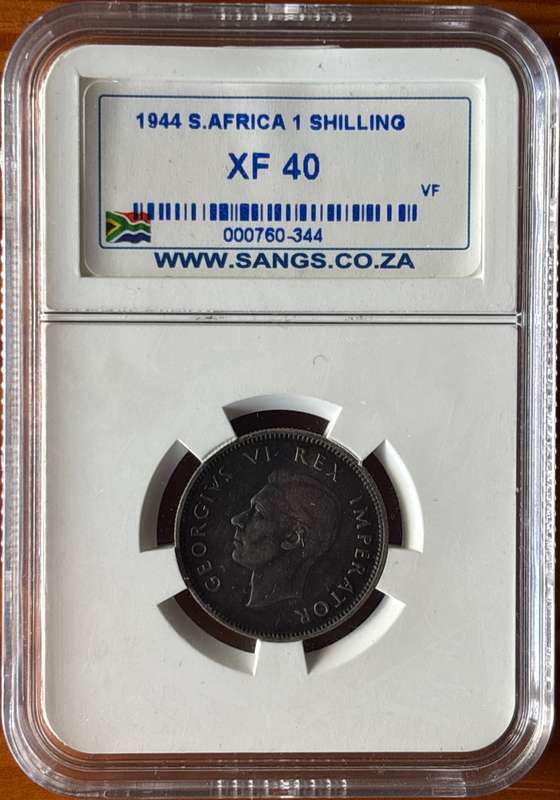 1944 S.AFRICA 1 SHILLING
XF 40
VF
000760-344
WWW.SANGS.CO.ZA
GEORGIVS VI REX IMPERATOR